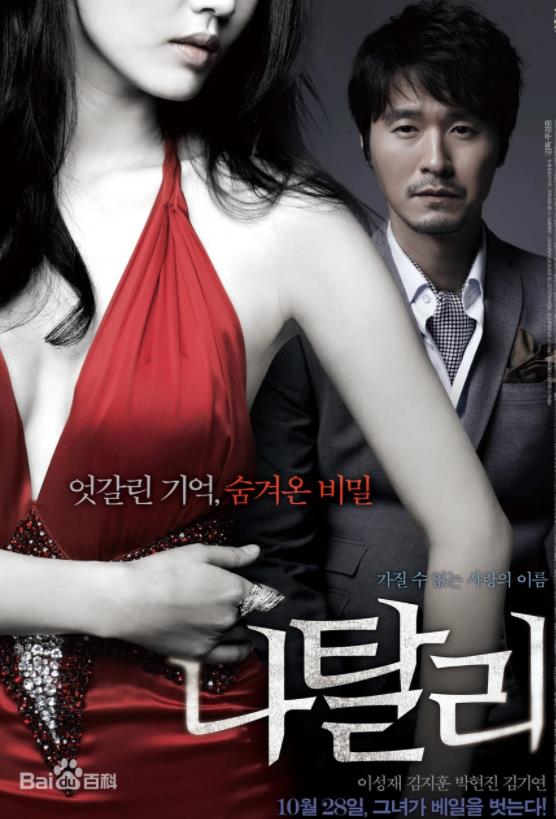 엇갈린 기억, 숨겨온 비밀
가질 수 없는 사랑의 이름
나탈리
이성재 김지훈 박현진 김기연
10월 28일, 그녀가 베일을 벗는다!
Baidu百科